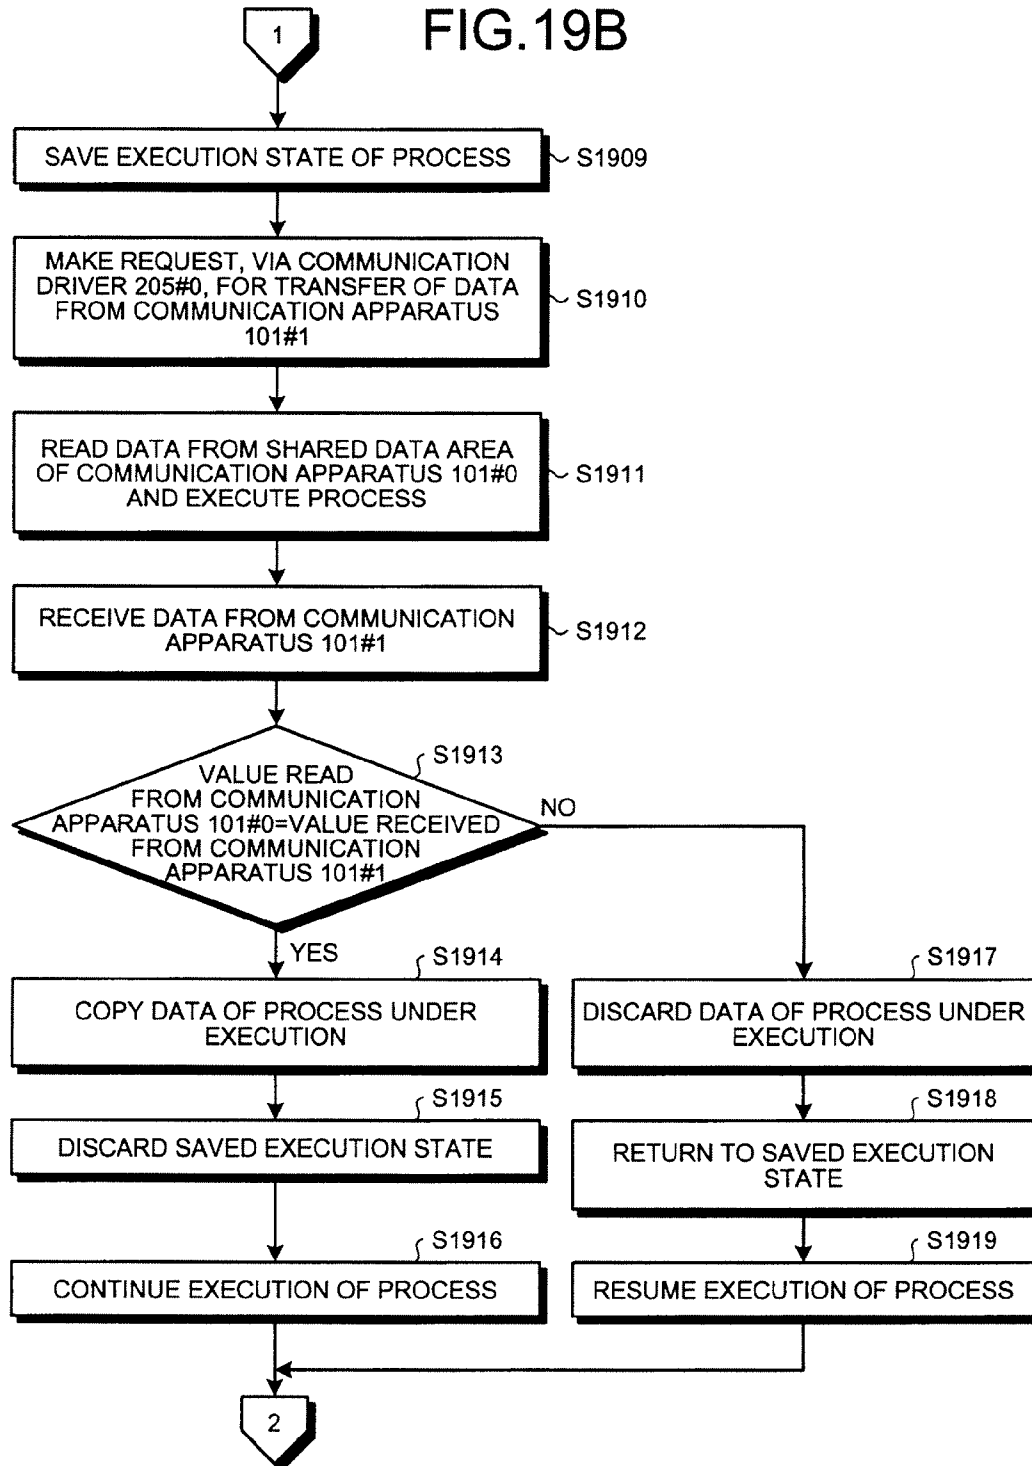 FIG.19B
1
SAVE EXECUTION STATE OF PROCESS
S1909
MAKE REQUEST, VIA COMMUNICATION
DRIVER 205#0, FOR TRANSFER OF DATA
FROM COMMUNICATION APPARATUS
101#1
S1910
READ DATA FROM SHARED DATA AREA
OF COMMUNICATION APPARATUS 101#0
AND EXECUTE PROCESS
S1911
RECEIVE DATA FROM COMMUNICATION
APPARATUS 101#1
S1912
S1913
VALUE READ
FROM COMMUNICATION
APPARATUS 101#0=VALUE RECEIVED
FROM COMMUNICATION
APPARATUS 101#1
NO
YES
S1914
COPY DATA OF PROCESS UNDER
EXECUTION
S1917
DISCARD DATA OF PROCESS UNDER
EXECUTION
S1915
DISCARD SAVED EXECUTION STATE
S1918
RETURN TO SAVED EXECUTION
STATE
S1916
CONTINUE EXECUTION OF PROCESS
S1919
RESUME EXECUTION OF PROCESS
2